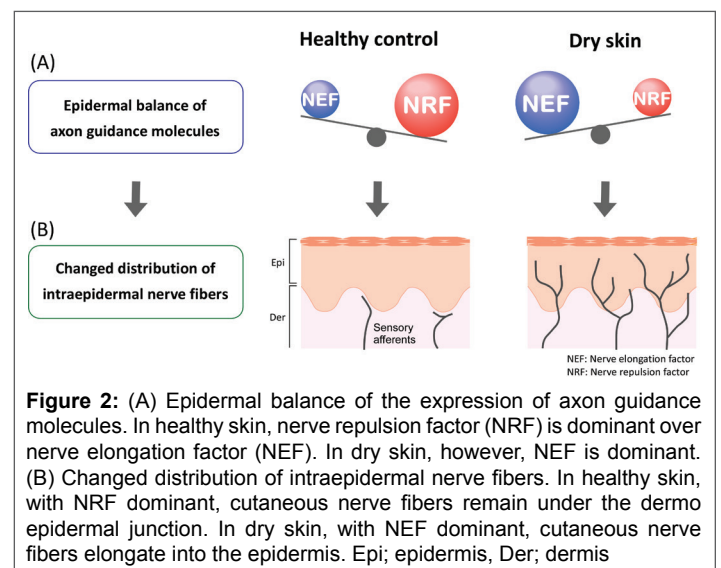 Healthy control
Dry skin
(A)
Epidermal balance of
axon guidance molecules
NEF
NRF
NEF
NRF
(B)
Changed distribution of
intraepidermal nerve fibers
Epi
Der
Sensory
afferents
NEF: Nerve elongation factor
NRF: Nerve repulsion factor
Figure 2: (A) Epidermal balance of the expression of axon guidance
molecules. In healthy skin, nerve repulsion factor (NRF) is dominant over
nerve elongation factor (NEF). In dry skin, however, NEF is dominant.
(B) Changed distribution of intraepidermal nerve fibers. In healthy skin,
with NRF dominant, cutaneous nerve fibers remain under the dermo
epidermal junction. In dry skin, with NEF dominant, cutaneous nerve
fibers elongate into the epidermis. Epi; epidermis, Der; dermis